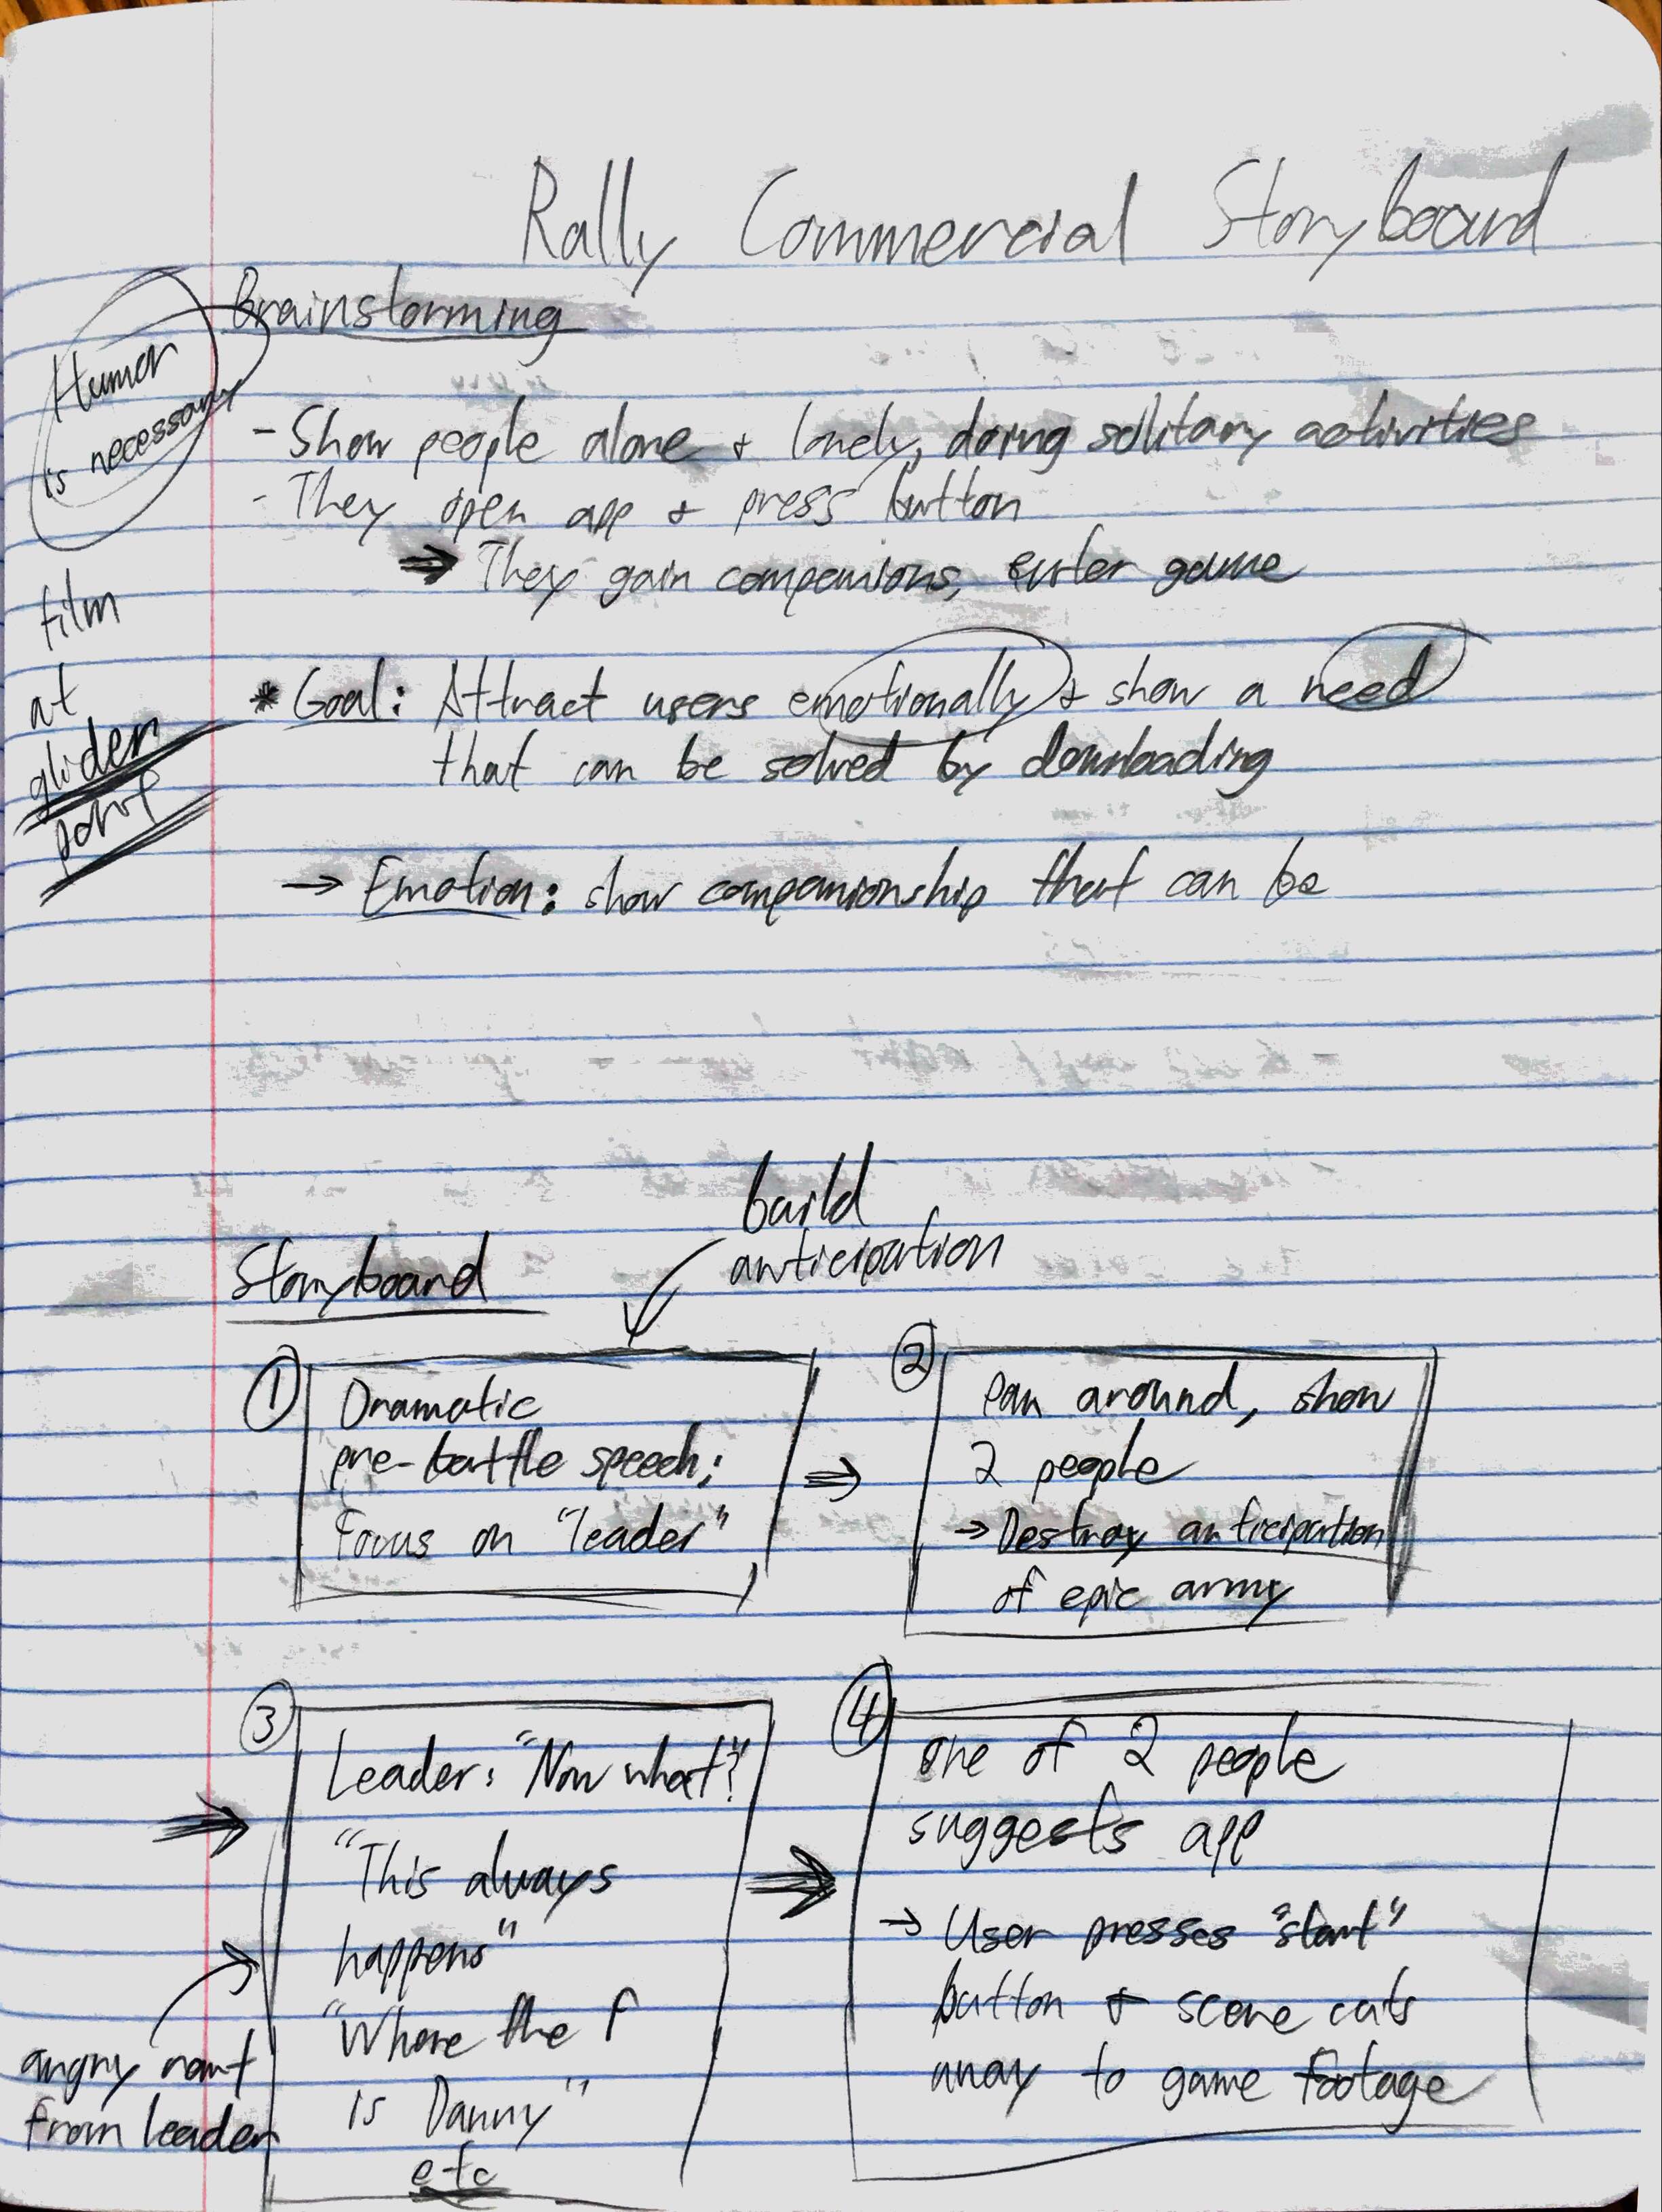 Rally Commercial Storyboard
Brainstorming
Humor
is necessary
- Show people alone & lonely, doing solitary activities
- They open app & press button
⇒ They gain companions, enter game
film
at
glider
port
* Goal: Attract users emotionally & show a need
that can be solved by downloading
→ Emotion: show companionship that can be
Storyboard
build
anticipation
①
Dramatic
pre-battle speech;
Focus on "leader"
⇒
②
Pan around, show
2 people
→ Destroy anticipation
of epic army
⇒
③
Leader: "Now what?"
"This always
happens"
"Where the f
is Danny"
etc
angry rant
from leader
⇒
④
one of 2 people
suggests app
→ User presses "start"
button & scene cuts
away to game footage